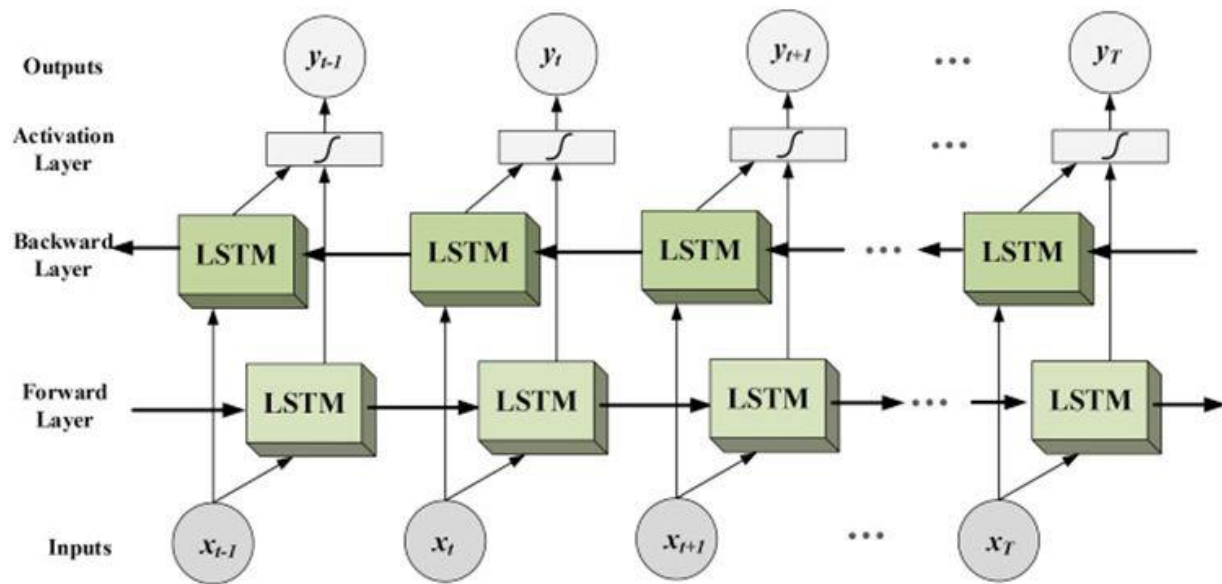 Outputs
y_{t-1} y_t y_{t+1} ... y_T
Activation
Layer
∫ ∫ ∫ ... ∫
Backward
Layer
LSTM LSTM LSTM ... LSTM
Forward
Layer
LSTM LSTM LSTM ... LSTM
Inputs
x_{t-1} x_t x_{t+1} ... x_T